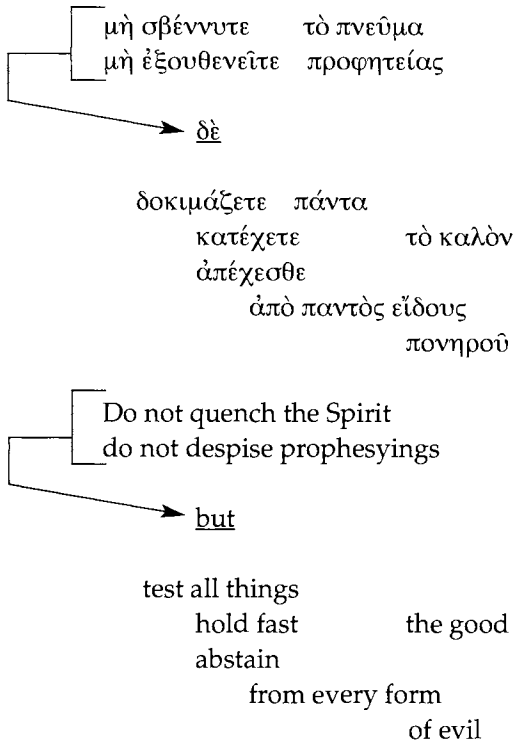 μὴ σβέννυτε τὸ πνεῦμα
μὴ ἐξουθενεῖτε προφητείας
δὲ
δοκιμάζετε πάντα
κατέχετε τὸ καλὸν
ἀπέχεσθε
ἀπὸ παντὸς εἴδους
πονηροῦ
Do not quench the Spirit
do not despise prophesyings
but
test all things
hold fast the good
abstain
from every form
of evil